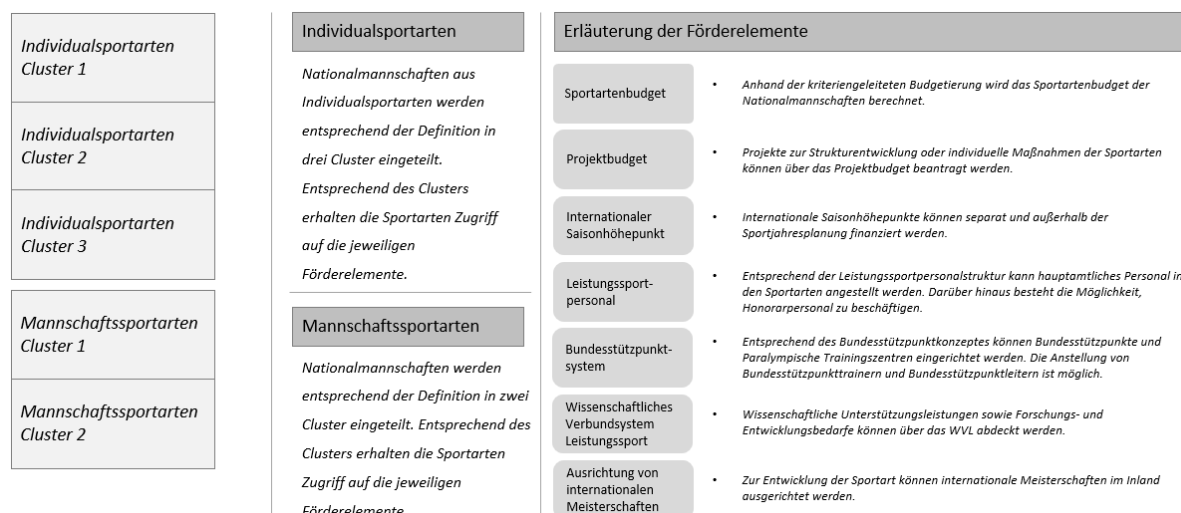 Individualsportarten
Cluster 1
Individualsportarten
Cluster 2
Individualsportarten
Cluster 3
Mannschaftssportarten
Cluster 1
Mannschaftssportarten
Cluster 2
Individualsportarten
Nationalmannschaften aus
Individualsportarten werden
entsprechend der Definition in
drei Cluster eingeteilt.
Entsprechend des Clusters
erhalten die Sportarten Zugriff
auf die jeweiligen
Förderelemente.
Mannschaftssportarten
Nationalmannschaften werden
entsprechend der Definition in zwei
Cluster eingeteilt. Entsprechend des
Clusters erhalten die Sportarten
Zugriff auf die jeweiligen
Förderelemente
Erläuterung der Förderelemente
Sportartenbudget
• Anhand der kriteriengeleiteten Budgetierung wird das Sportartenbudget der
Nationalmannschaften berechnet.
Projektbudget
• Projekte zur Strukturentwicklung oder individuelle Maßnahmen der Sportarten
können über das Projektbudget beantragt werden.
Internationaler
Saisonhöhepunkt
• Internationale Saisonhöhepunkte können separat und außerhalb der
Sportjahresplanung finanziert werden.
Leistungssport-
personal
• Entsprechend der Leistungssportpersonalstruktur kann hauptamtliches Personal in
den Sportarten angestellt werden. Darüber hinaus besteht die Möglichkeit,
Honorarpersonal zu beschäftigen.
Bundesstützpunkt-
system
• Entsprechend des Bundesstützpunktkonzeptes können Bundesstützpunkte und
Paralympische Trainingszentren eingerichtet werden. Die Anstellung von
Bundesstützpunkttrainern und Bundesstützpunktleitern ist möglich.
Wissenschaftliches
Verbundsystem
Leistungssport
• Wissenschaftliche Unterstützungsleistungen sowie Forschungs- und
Entwicklungsbedarfe können über das WVL abdeckt werden.
Ausrichtung von
internationalen
Meisterschaften
• Zur Entwicklung der Sportart können internationale Meisterschaften im Inland
ausgerichtet werden.